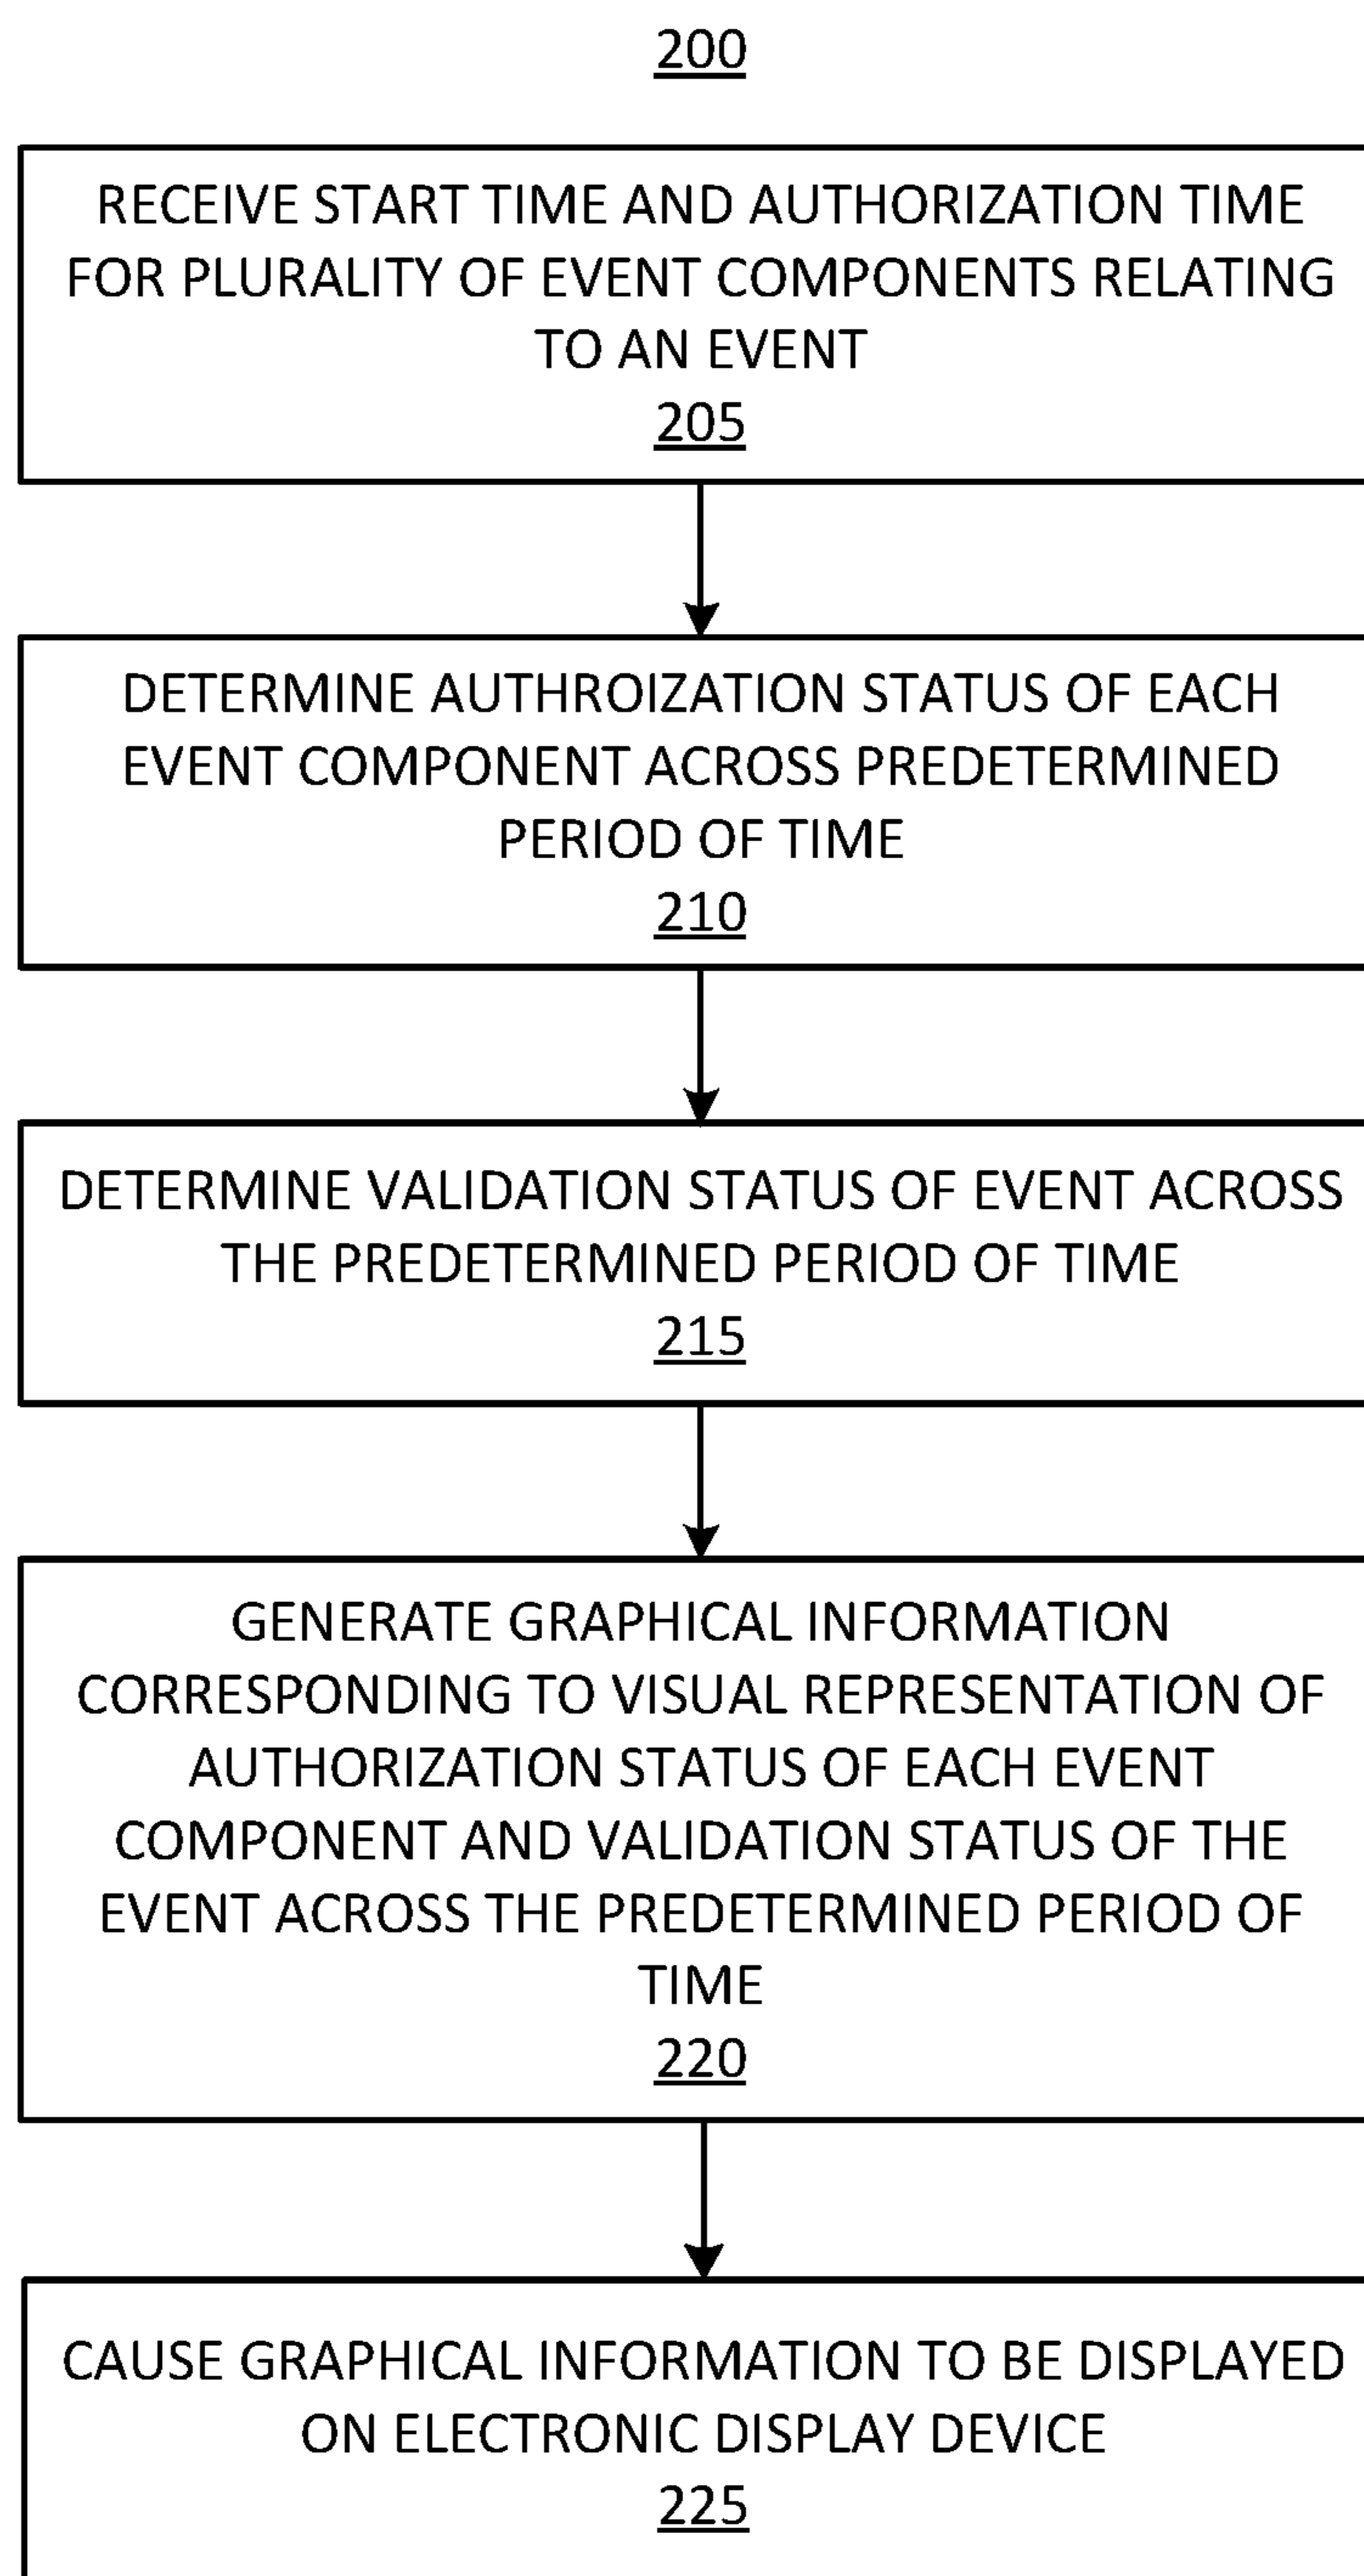 200
RECEIVE START TIME AND AUTHORIZATION TIME
FOR PLURALITY OF EVENT COMPONENTS RELATING
TO AN EVENT
205
DETERMINE AUTHROIZATION STATUS OF EACH
EVENT COMPONENT ACROSS PREDETERMINED
PERIOD OF TIME
210
DETERMINE VALIDATION STATUS OF EVENT ACROSS
THE PREDETERMINED PERIOD OF TIME
215
GENERATE GRAPHICAL INFORMATION
CORRESPONDING TO VISUAL REPRESENTATION OF
AUTHORIZATION STATUS OF EACH EVENT
COMPONENT AND VALIDATION STATUS OF THE
EVENT ACROSS THE PREDETERMINED PERIOD OF
TIME
220
CAUSE GRAPHICAL INFORMATION TO BE DISPLAYED
ON ELECTRONIC DISPLAY DEVICE
225